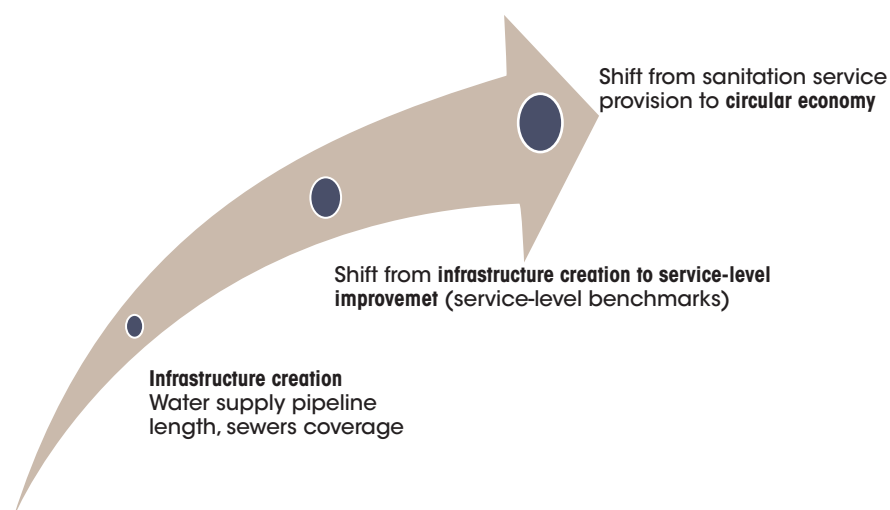 Shift from sanitation service
provision to circular economy
Shift from infrastructure creation to service-level
improvemet (service-level benchmarks)
Infrastructure creation
Water supply pipeline
length, sewers coverage